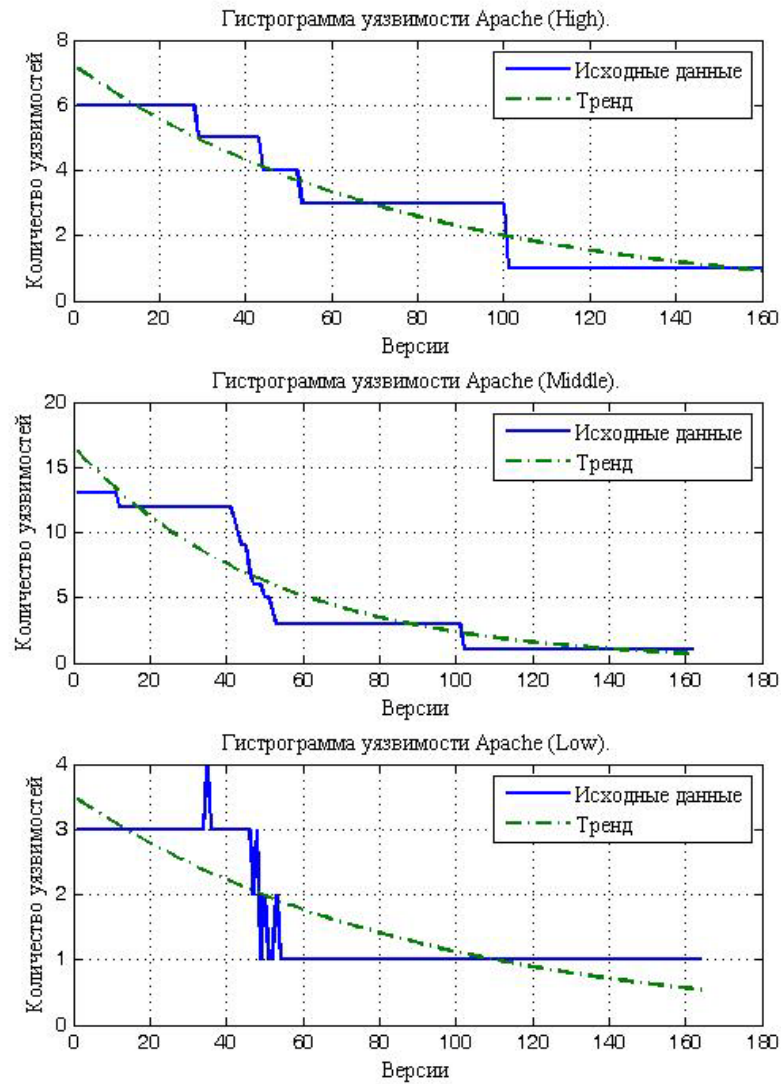 Гистрограмма уязвимости Apache (High).
Количество уязвимостей
8
6
4
2
0
Исходные данные
Тренд
0 20 40 60 80 100 120 140 160
Версии
Гистрограмма уязвимости Apache (Middle).
Количество уязвимостей
20
15
10
5
0
Исходные данные
Тренд
0 20 40 60 80 100 120 140 160 180
Версии
Гистрограмма уязвимости Apache (Low).
Количество уязвимостей
4
3
2
1
0
Исходные данные
Тренд
0 20 40 60 80 100 120 140 160 180
Версии